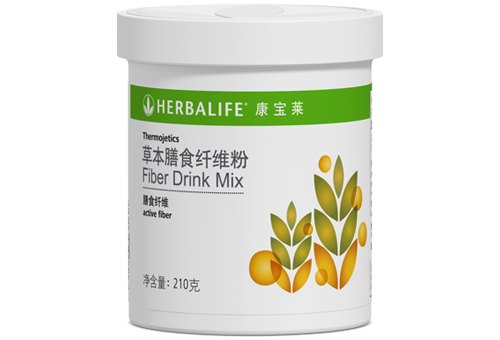 HERBALIFE® 康宝莱
Thermojetics
草本膳食纤维粉
Fiber Drink Mix
膳食纤维
active fiber
净含量：210克